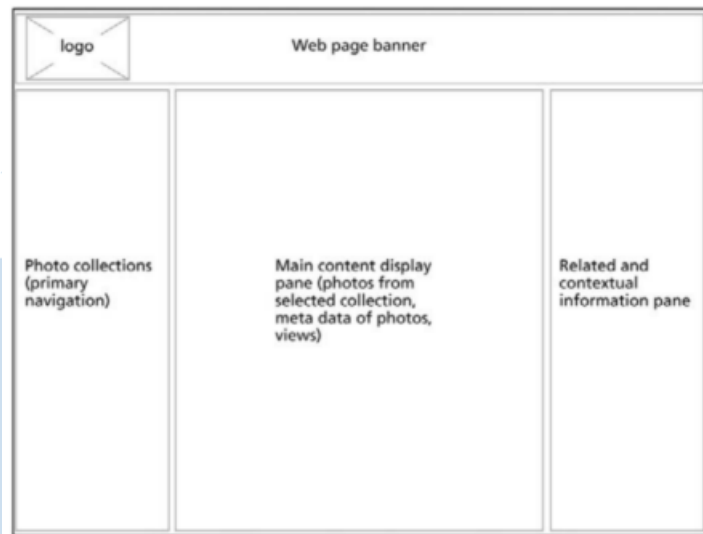 logo
Web page banner
Photo collections
(primary
navigation)
Main content display
pane (photos from
selected collection,
meta data of photos,
views)
Related and
contextual
information pane